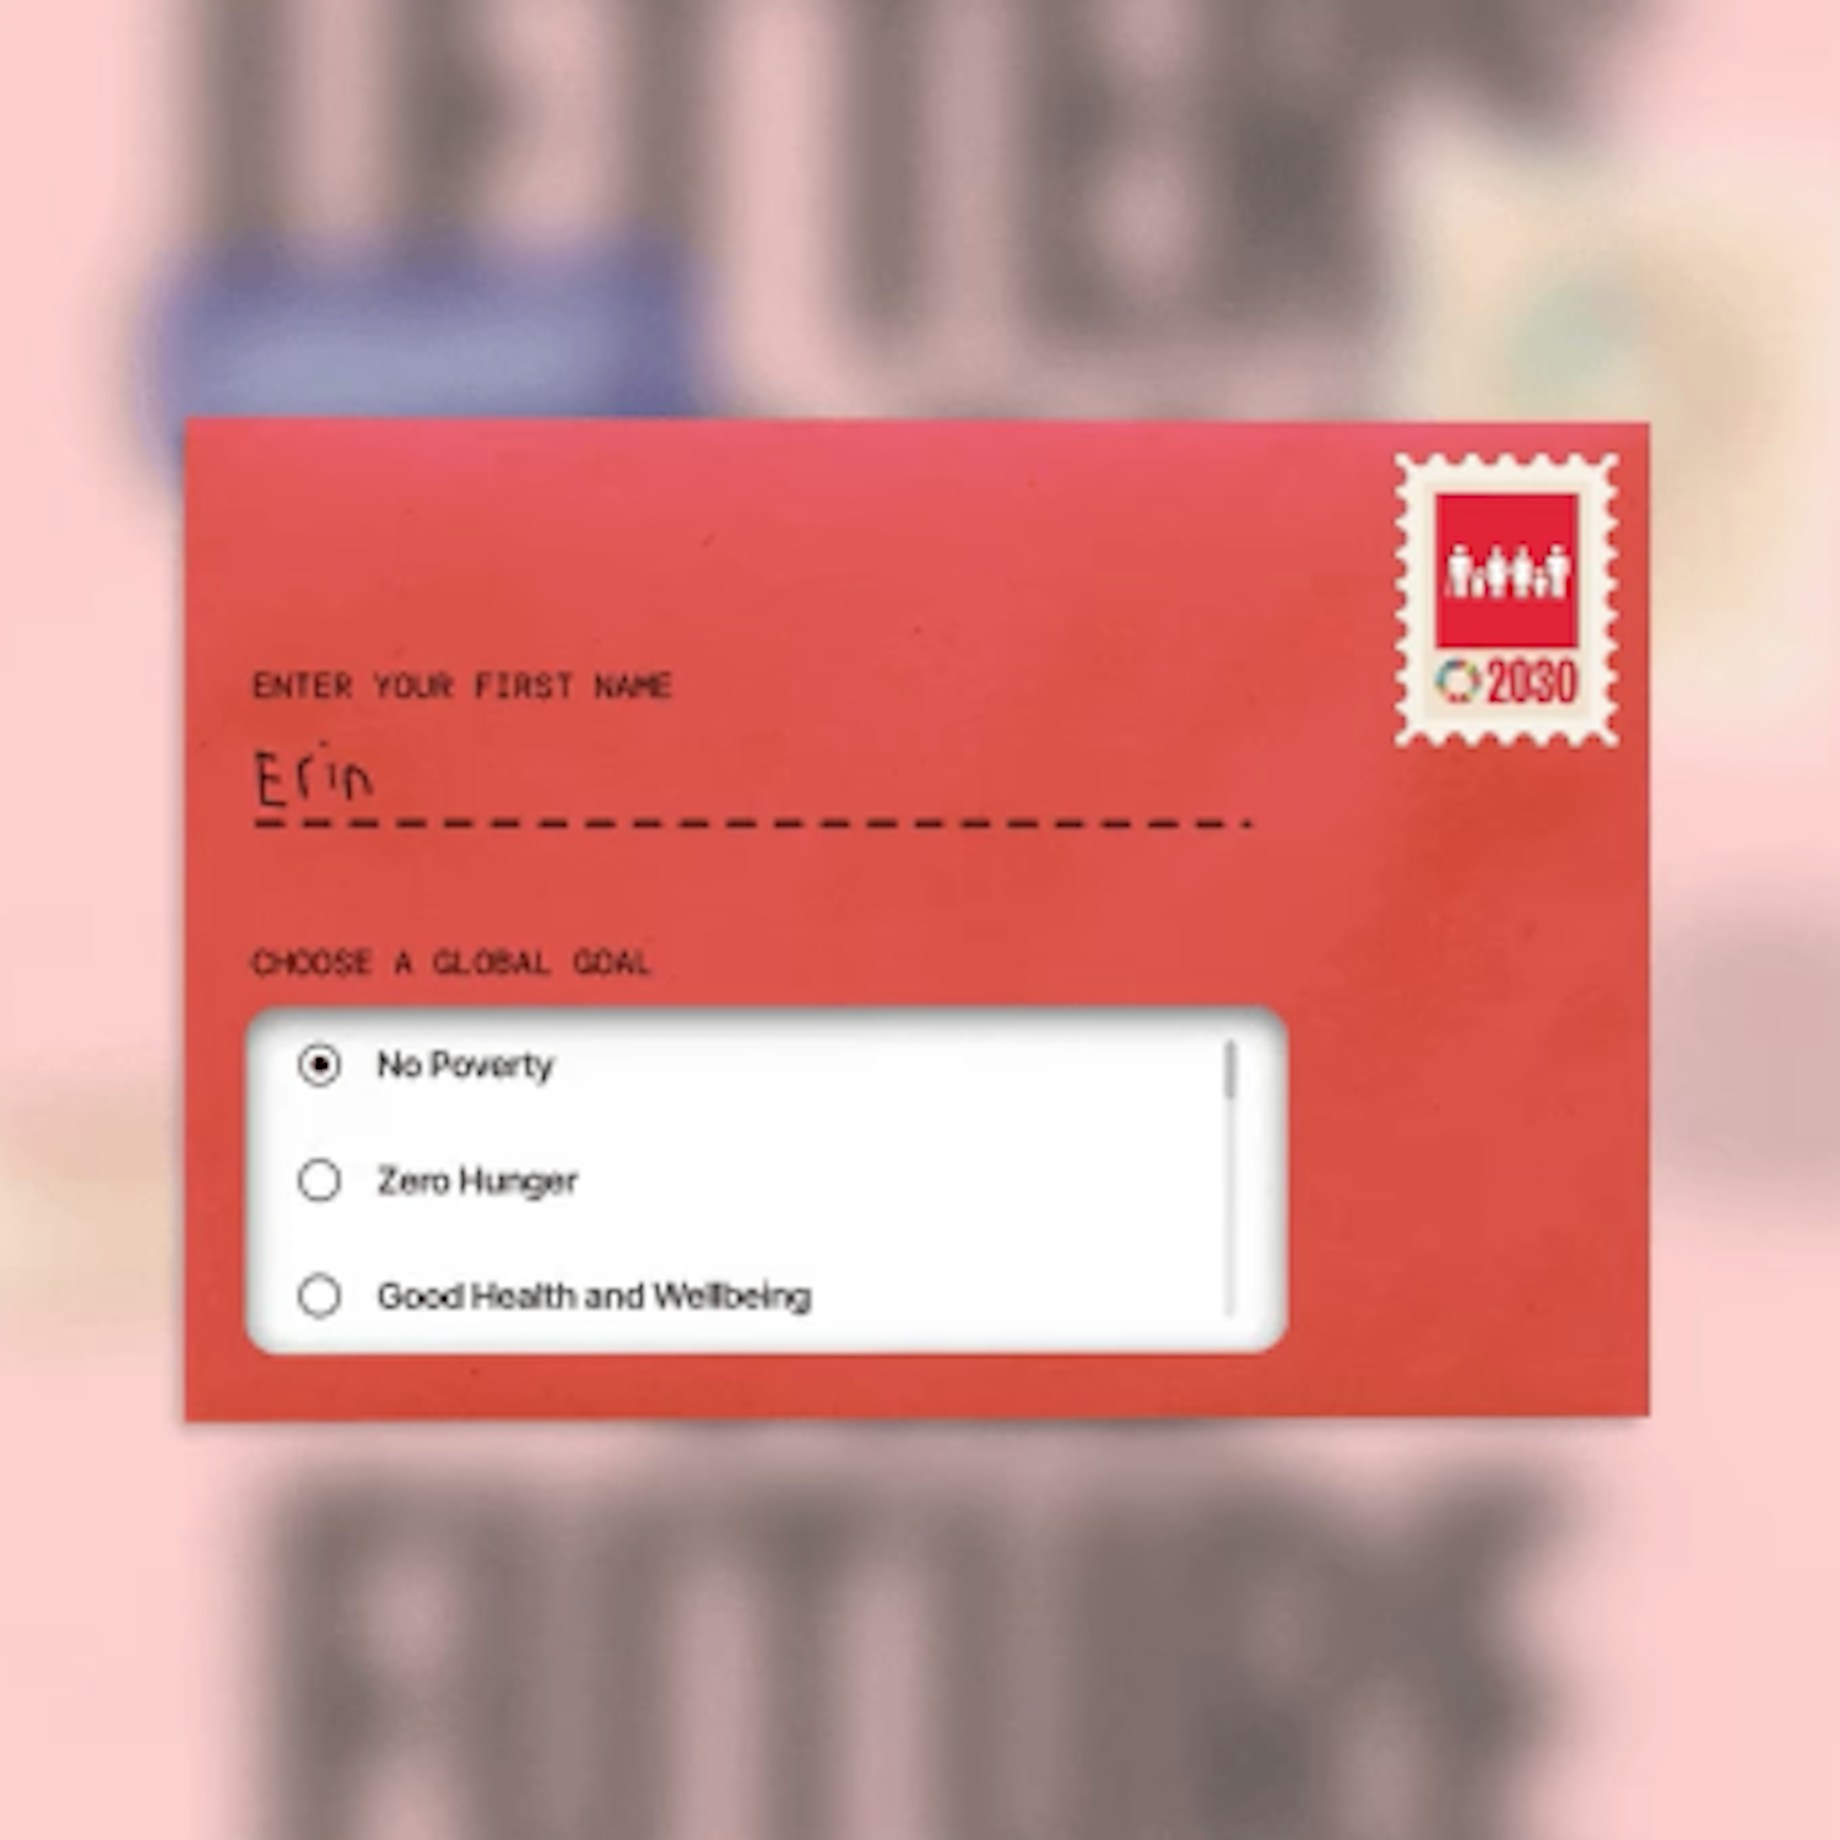 2030
ENTER YOUR FIRST NAME
Erin
CHOOSE A GLOBAL GOAL
No Poverty
Zero Hunger
Good Health and Wellbeing